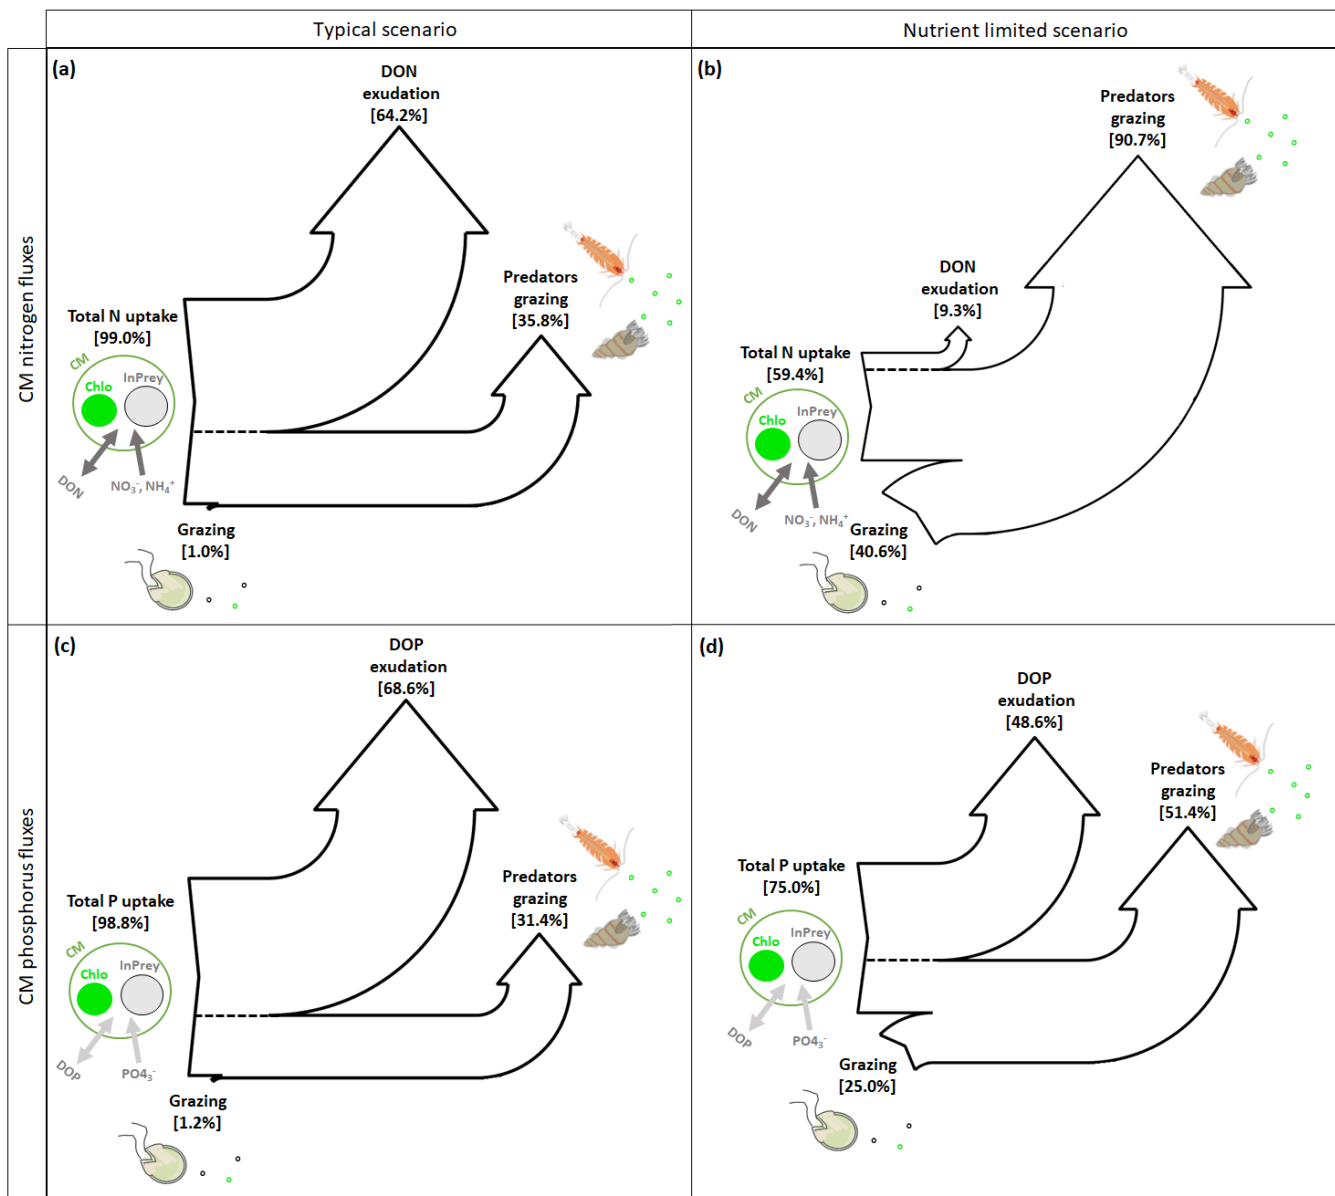 Typical scenario
Nutrient limited scenario
CM nitrogen fluxes
(a)
DON
exudation
[64.2%]
Predators
grazing
[35.8%]
Total N uptake
[99.0%]
CM
Chlo
InPrey
DON
NO₃⁻, NH₄⁺
Grazing
[1.0%]
(b)
Predators
grazing
[90.7%]
DON
exudation
[9.3%]
Total N uptake
[59.4%]
CM
Chlo
InPrey
DON
NO₃⁻, NH₄⁺
Grazing
[40.6%]
CM phosphorus fluxes
(c)
DOP
exudation
[68.6%]
Predators
grazing
[31.4%]
Total P uptake
[98.8%]
CM
Chlo
InPrey
DOP
PO4₃⁻
Grazing
[1.2%]
(d)
DOP
exudation
[48.6%]
Predators
grazing
[51.4%]
Total P uptake
[75.0%]
CM
Chlo
InPrey
DOP
PO4₃⁻
Grazing
[25.0%]